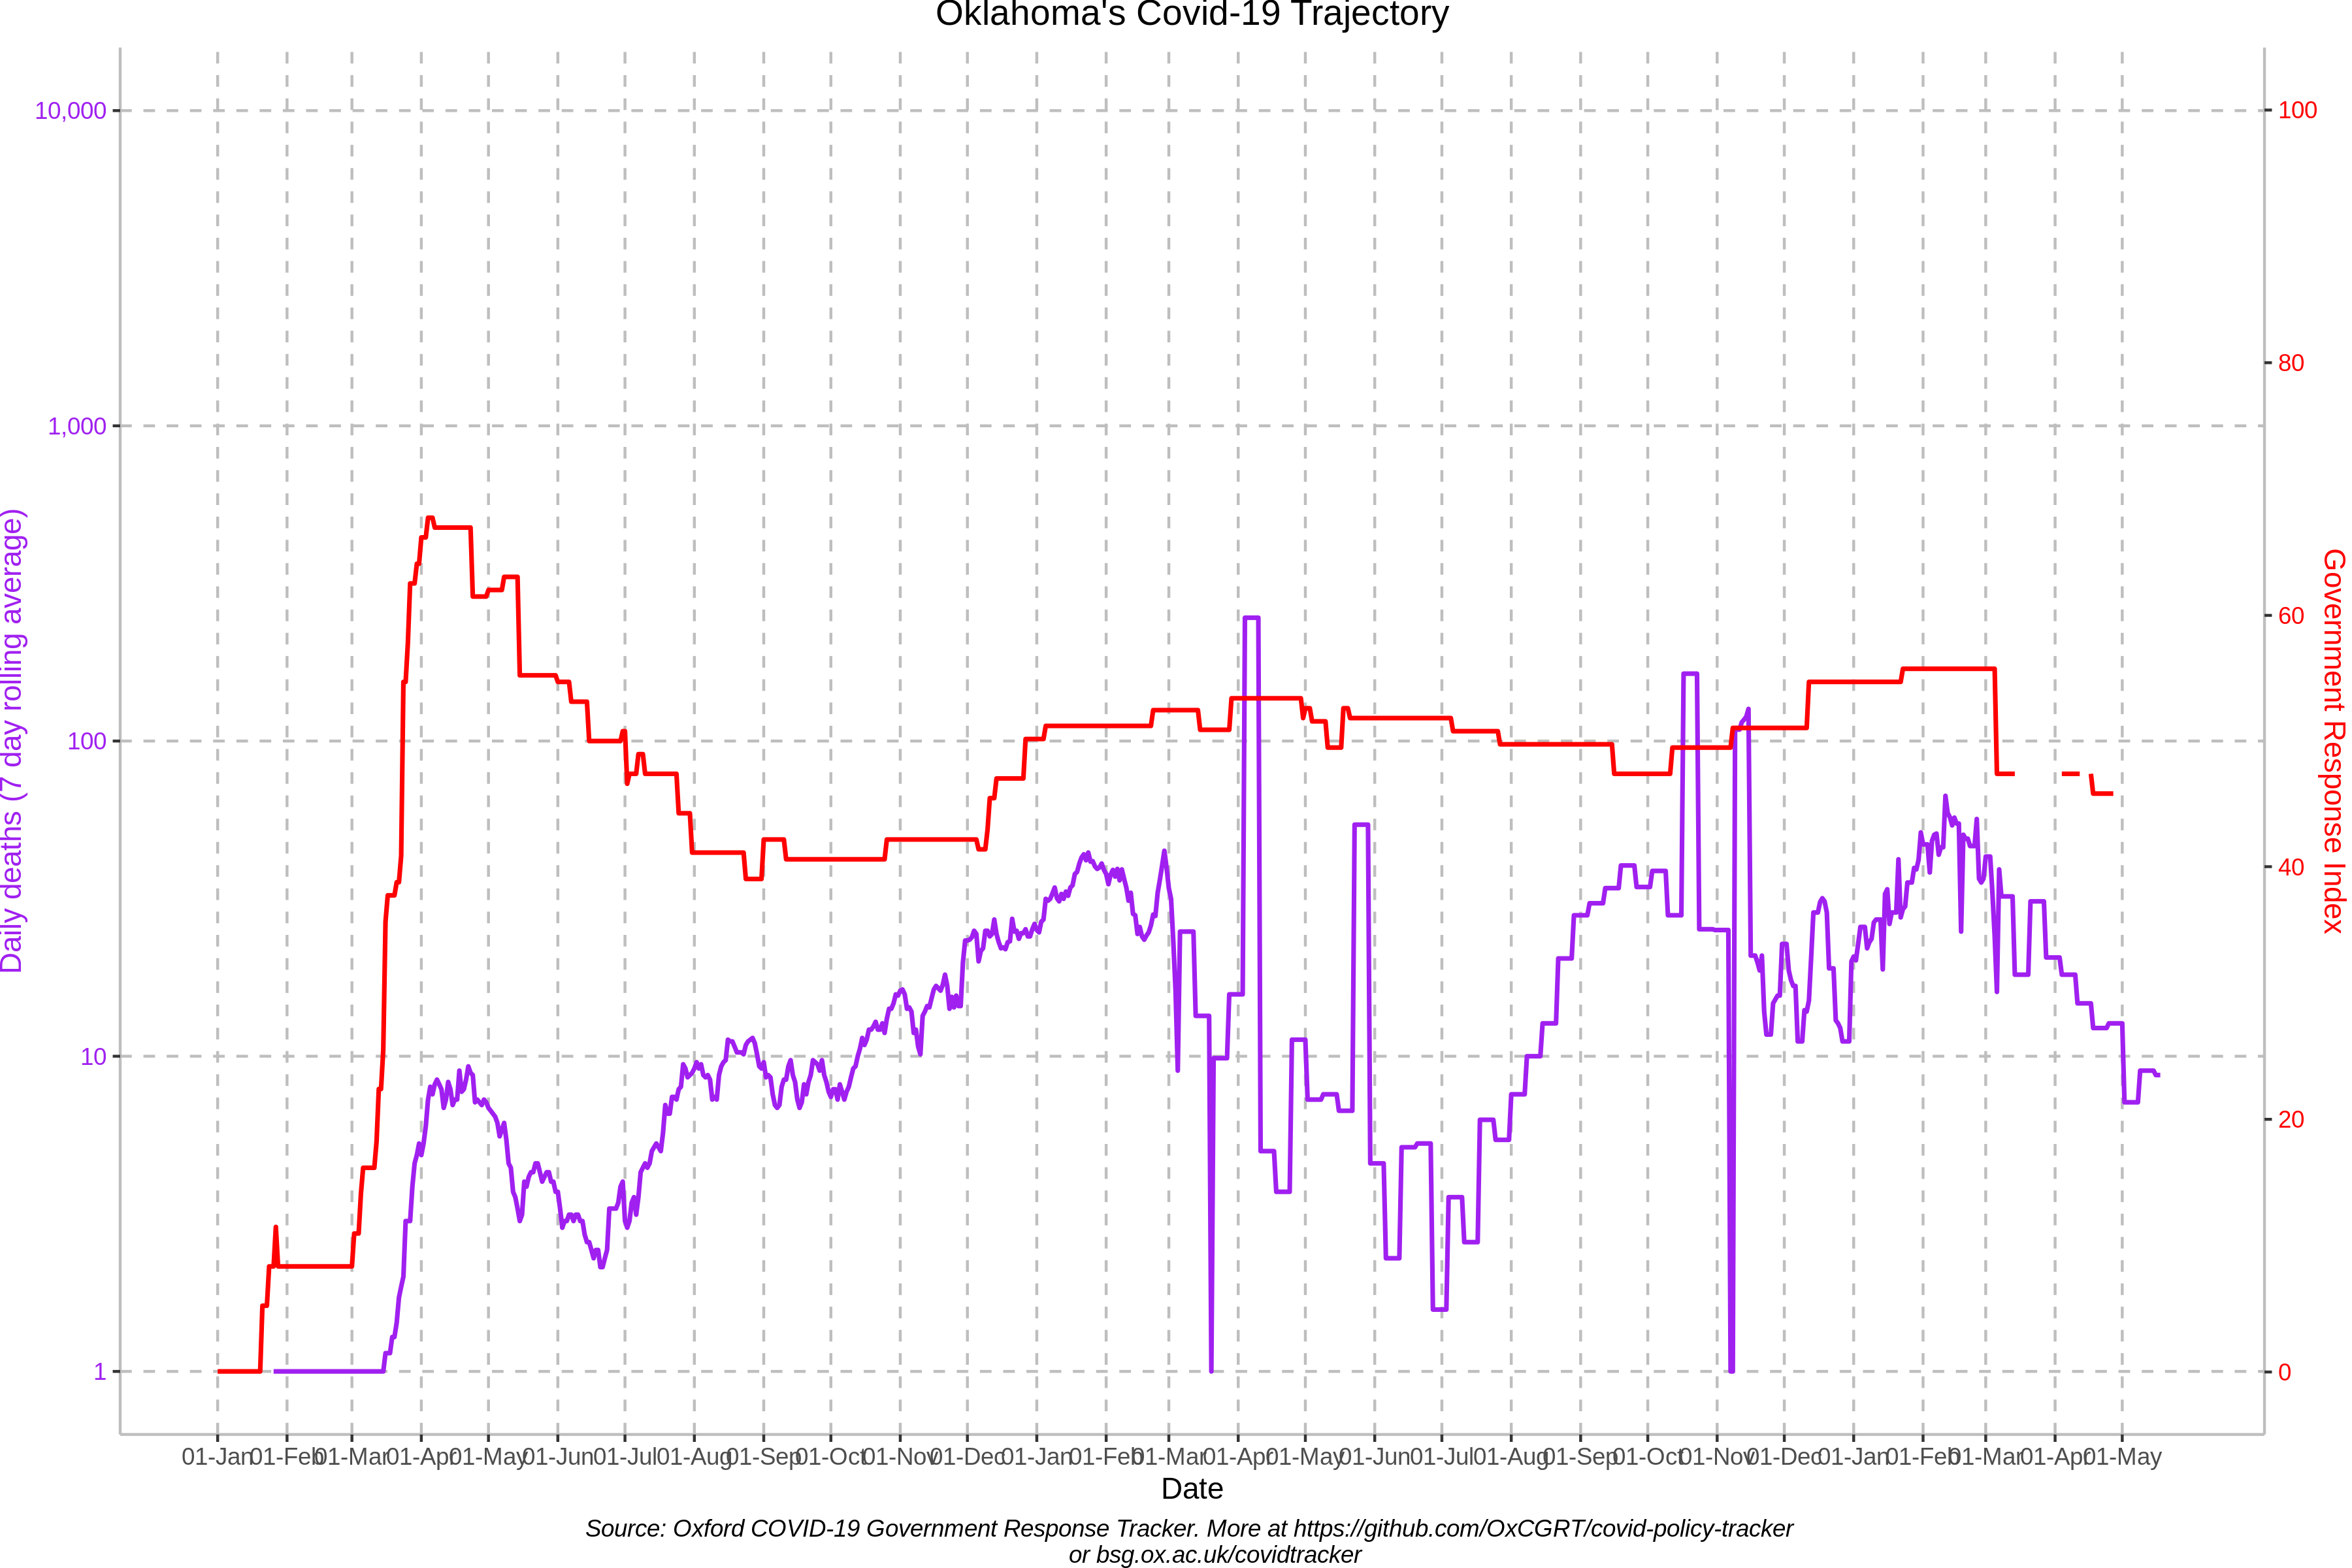 Oklahoma's Covid-19 Trajectory
10,000
1,000
100
10
1
Daily deaths (7 day rolling average)
100
80
60
40
20
0
Government Response Index
01-Jan 01-Feb 01-Mar 01-Apr 01-May 01-Jun 01-Jul 01-Aug 01-Sep 01-Oct 01-Nov 01-Dec 01-Jan 01-Feb 01-Mar 01-Apr 01-May 01-Jun 01-Jul 01-Aug 01-Sep 01-Oct 01-Nov 01-Dec 01-Jan 01-Feb 01-Mar 01-Apr 01-May
Date
Source: Oxford COVID-19 Government Response Tracker. More at https://github.com/OxCGRT/covid-policy-tracker
or bsg.ox.ac.uk/covidtracker